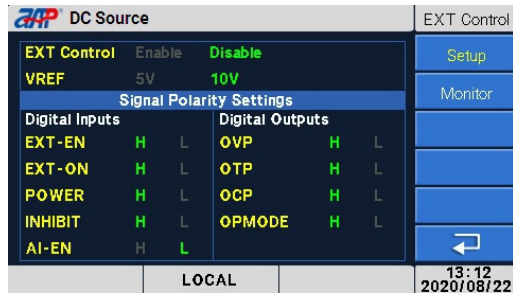 AAP DC Source
EXT Control
EXT Control Enable Disable
VREF 5V 10V
Signal Polarity Settings
Digital Inputs Digital Outputs
EXT-EN H L OVP H L
EXT-ON H L OTP H L
POWER H L OCP H L
INHIBIT H L OPMODE H L
AI-EN H L
Setup
Monitor
LOCAL
13:12
2020/08/22